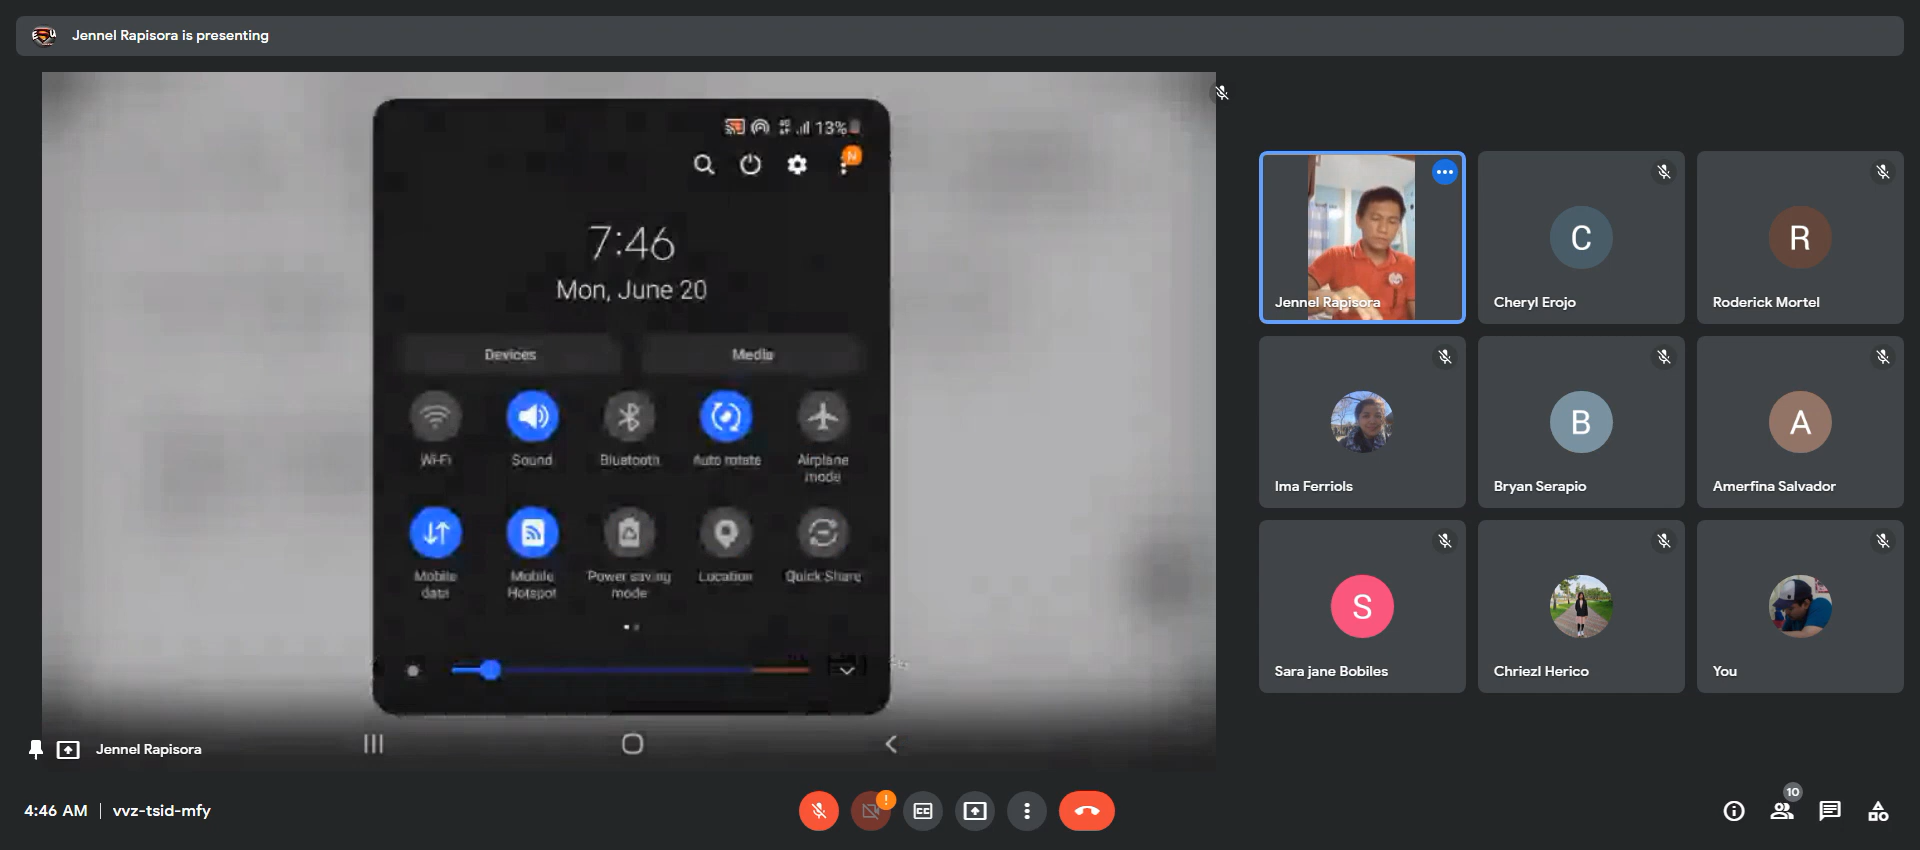 Jennel Rapisora is presenting
13%
N
7:46
Mon, June 20
Devices
Media
Wi-Fi
Sound
Bluetooth
Auto rotate
Airplane
mode
Mobile
data
Mobile
Hotspot
Power saving
mode
Location
Quick Share
Jennel Rapisora
4:46 AM | vvz-tsid-mfy
CC
10
Jennel Rapisora
C
Cheryl Erojo
R
Roderick Mortel
Ima Ferriols
B
Bryan Serapio
A
Amerfina Salvador
S
Sara jane Bobiles
Chriezl Herico
You